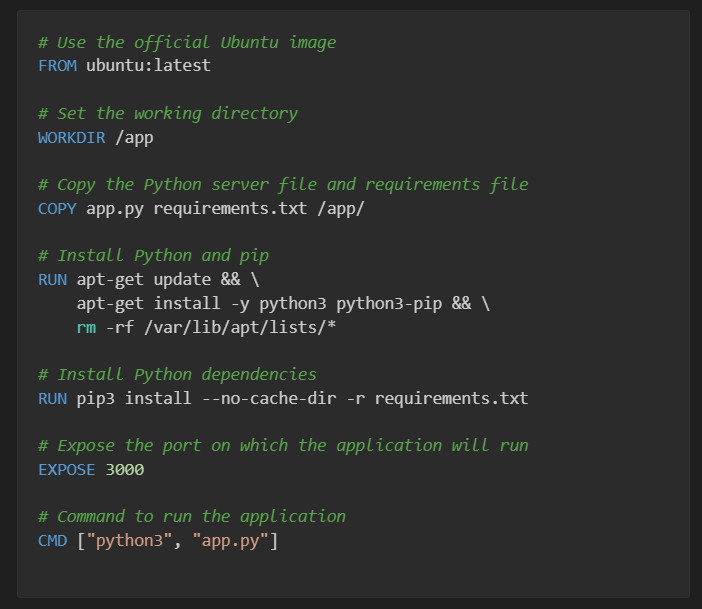 # Use the official Ubuntu image
FROM ubuntu:latest

# Set the working directory
WORKDIR /app

# Copy the Python server file and requirements file
COPY app.py requirements.txt /app/

# Install Python and pip
RUN apt-get update && \
    apt-get install -y python3 python3-pip && \
    rm -rf /var/lib/apt/lists/*

# Install Python dependencies
RUN pip3 install --no-cache-dir -r requirements.txt

# Expose the port on which the application will run
EXPOSE 3000

# Command to run the application
CMD ["python3", "app.py"]